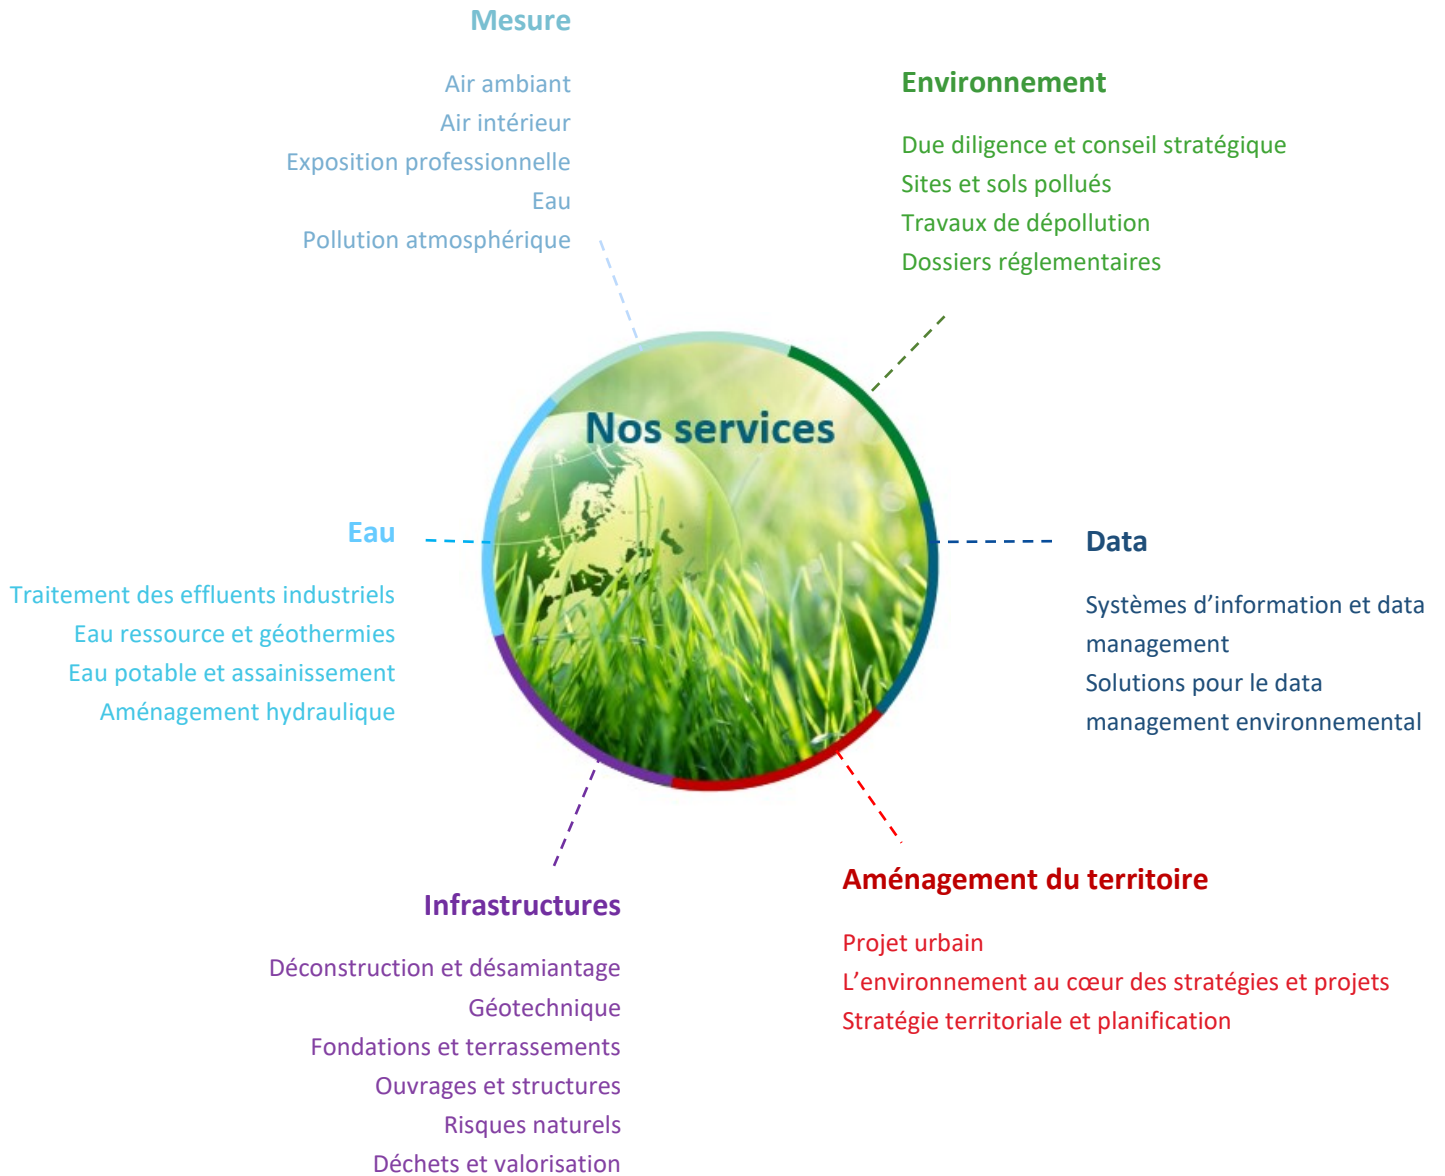 Mesure
Air ambiant
Air intérieur
Exposition professionnelle
Eau
Pollution atmosphérique
Environnement
Due diligence et conseil stratégique
Sites et sols pollués
Travaux de dépollution
Dossiers réglementaires
Nos services
Eau
Traitement des effluents industriels
Eau ressource et géothermies
Eau potable et assainissement
Aménagement hydraulique
Data
Systèmes d’information et data
management
Solutions pour le data
management environnemental
Infrastructures
Déconstruction et désamiantage
Géotechnique
Fondations et terrassements
Ouvrages et structures
Risques naturels
Déchets et valorisation
Aménagement du territoire
Projet urbain
L’environnement au cœur des stratégies et projets
Stratégie territoriale et planification